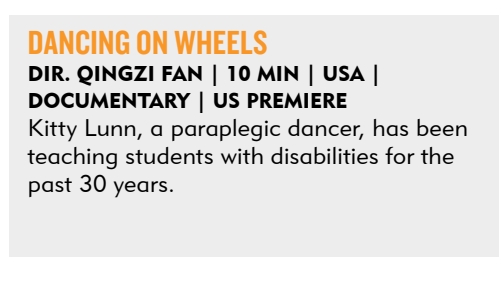 DANCING ON WHEELS
DIR. QINGZI FAN | 10 MIN | USA |
DOCUMENTARY | US PREMIERE
Kitty Lunn, a paraplegic dancer, has been
teaching students with disabilities for the
past 30 years.